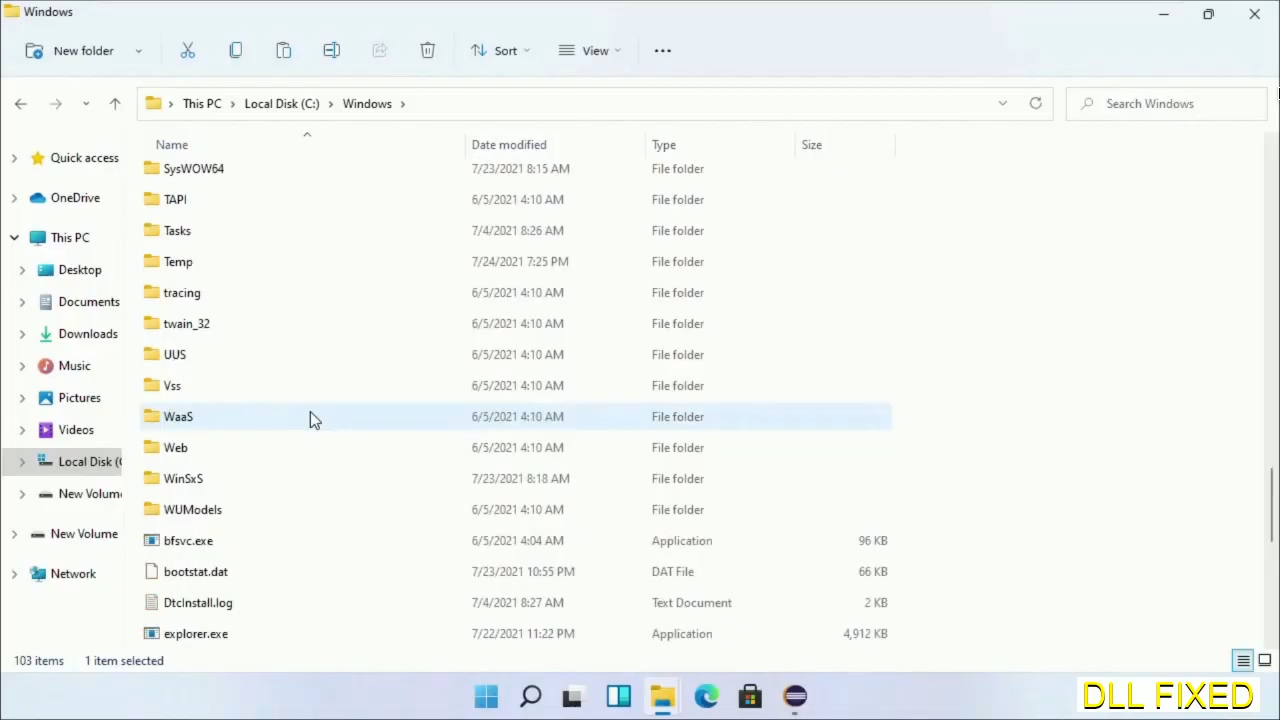 Windows
New folder Sort View
This PC Local Disk (C:) Windows Search Windows
Name Date modified Type Size
Quick access
OneDrive
This PC
Desktop
Documents
Downloads
Music
Pictures
Videos
Local Disk (C
New Volum
New Volume
Network
SysWOW64 7/23/2021 8:15 AM File folder
TAPI 6/5/2021 4:10 AM File folder
Tasks 7/4/2021 8:26 AM File folder
Temp 7/24/2021 7:25 PM File folder
tracing 6/5/2021 4:10 AM File folder
twain_32 6/5/2021 4:10 AM File folder
UUS 6/5/2021 4:10 AM File folder
Vss 6/5/2021 4:10 AM File folder
WaaS 6/5/2021 4:10 AM File folder
Web 6/5/2021 4:10 AM File folder
WinSxS 7/23/2021 8:18 AM File folder
WUModels 6/5/2021 4:10 AM File folder
bfsvc.exe 6/5/2021 4:04 AM Application 96 KB
bootstat.dat 7/23/2021 10:55 PM DAT File 66 KB
DtcInstall.log 7/4/2021 8:27 AM Text Document 2 KB
explorer.exe 7/22/2021 11:22 PM Application 4,912 KB
103 items 1 item selected
DLL FIXED